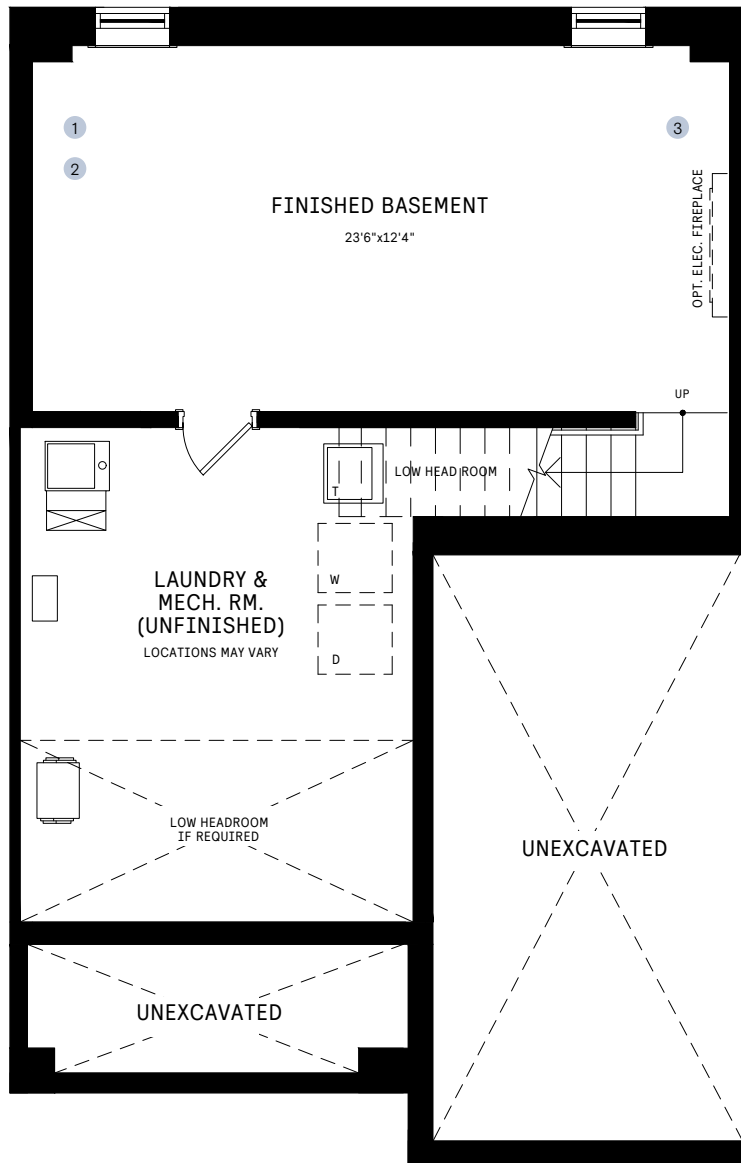 1
3
2
FINISHED BASEMENT
23'6"x12'4"
OPT. ELEC. FIREPLACE
UP
LOW HEAD ROOM
T
W
LAUNDRY &
MECH. RM.
(UNFINISHED)
LOCATIONS MAY VARY
D
LOW HEADROOM
IF REQUIRED
UNEXCAVATED
UNEXCAVATED